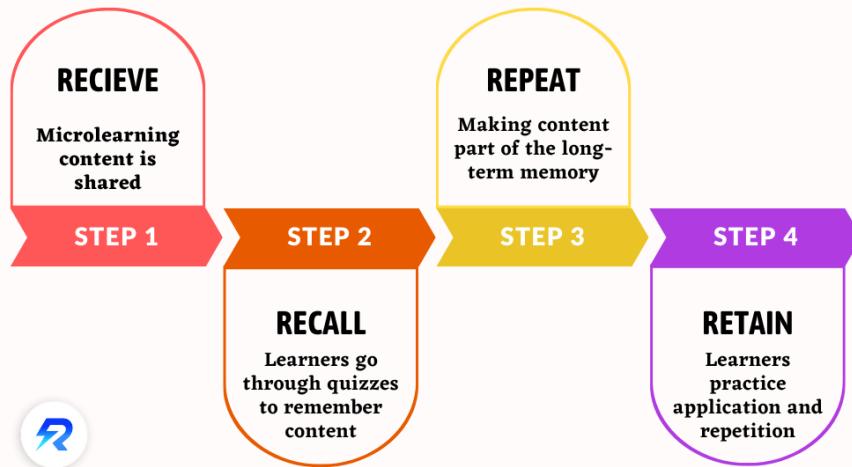 RECIEVE
Microlearning
content is
shared
STEP 1
STEP 2
RECALL
Learners go
through quizzes
to remember
content
REPEAT
Making content
part of the long-
term memory
STEP 3
STEP 4
RETAIN
Learners
practice
application and
repetition